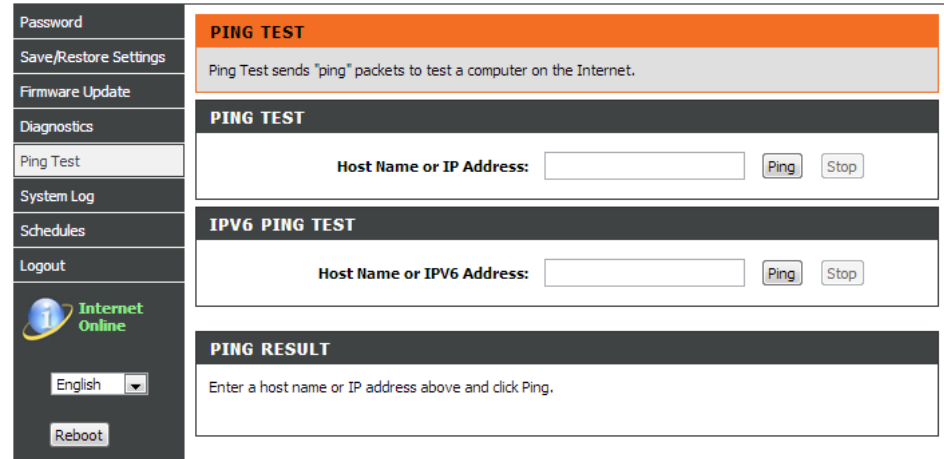 Password
Save/Restore Settings
Firmware Update
Diagnostics
Ping Test
System Log
Schedules
Logout
Internet
Online
English
Reboot
PING TEST
Ping Test sends "ping" packets to test a computer on the Internet.
PING TEST
Host Name or IP Address: Ping Stop
IPV6 PING TEST
Host Name or IPV6 Address: Ping Stop
PING RESULT
Enter a host name or IP address above and click Ping.